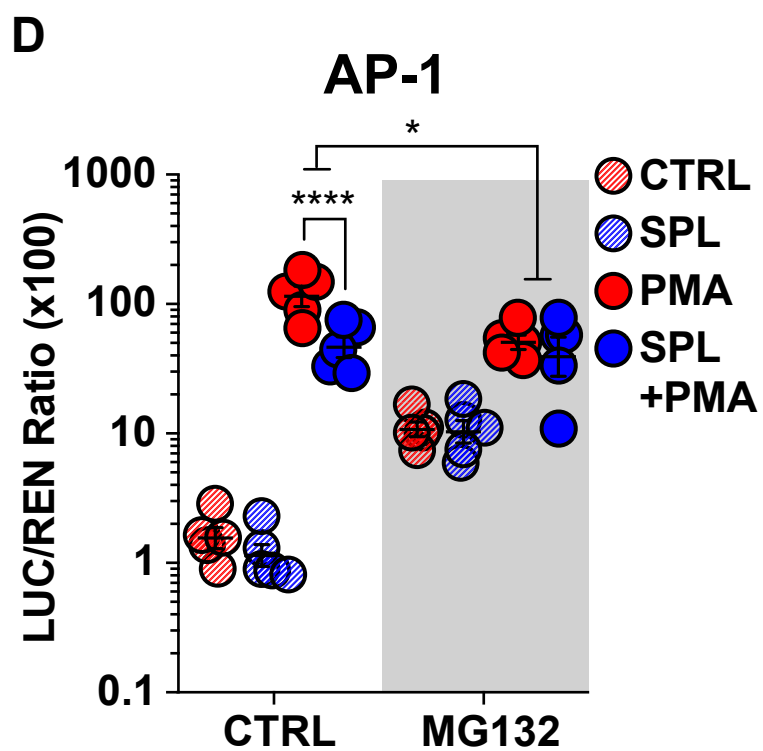 D
AP-1
*
****
LUC/REN Ratio (x100)
1000
100
10
1
0.1
CTRL
MG132
CTRL
SPL
PMA
SPL
+PMA